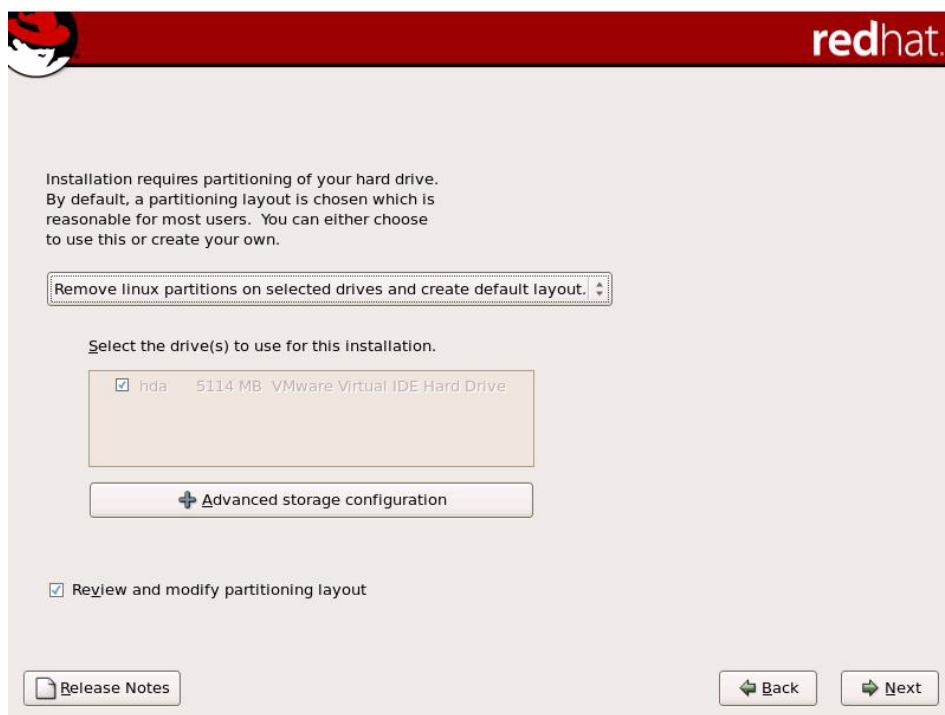 redhat.
Installation requires partitioning of your hard drive.
By default, a partitioning layout is chosen which is
reasonable for most users. You can either choose
to use this or create your own.
Remove linux partitions on selected drives and create default layout.
Select the drive(s) to use for this installation.
hda 5114 MB VMware Virtual IDE Hard Drive
Advanced storage configuration
Review and modify partitioning layout
Release Notes
Back
Next